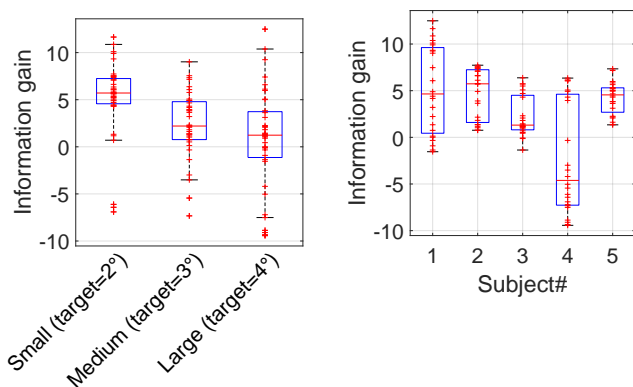 Information gain
10
5
0
-5
-10
Small (target=2°)
Medium (target=3°)
Large (target=4°)
Information gain
10
5
0
-5
-10
1 2 3 4 5
Subject#